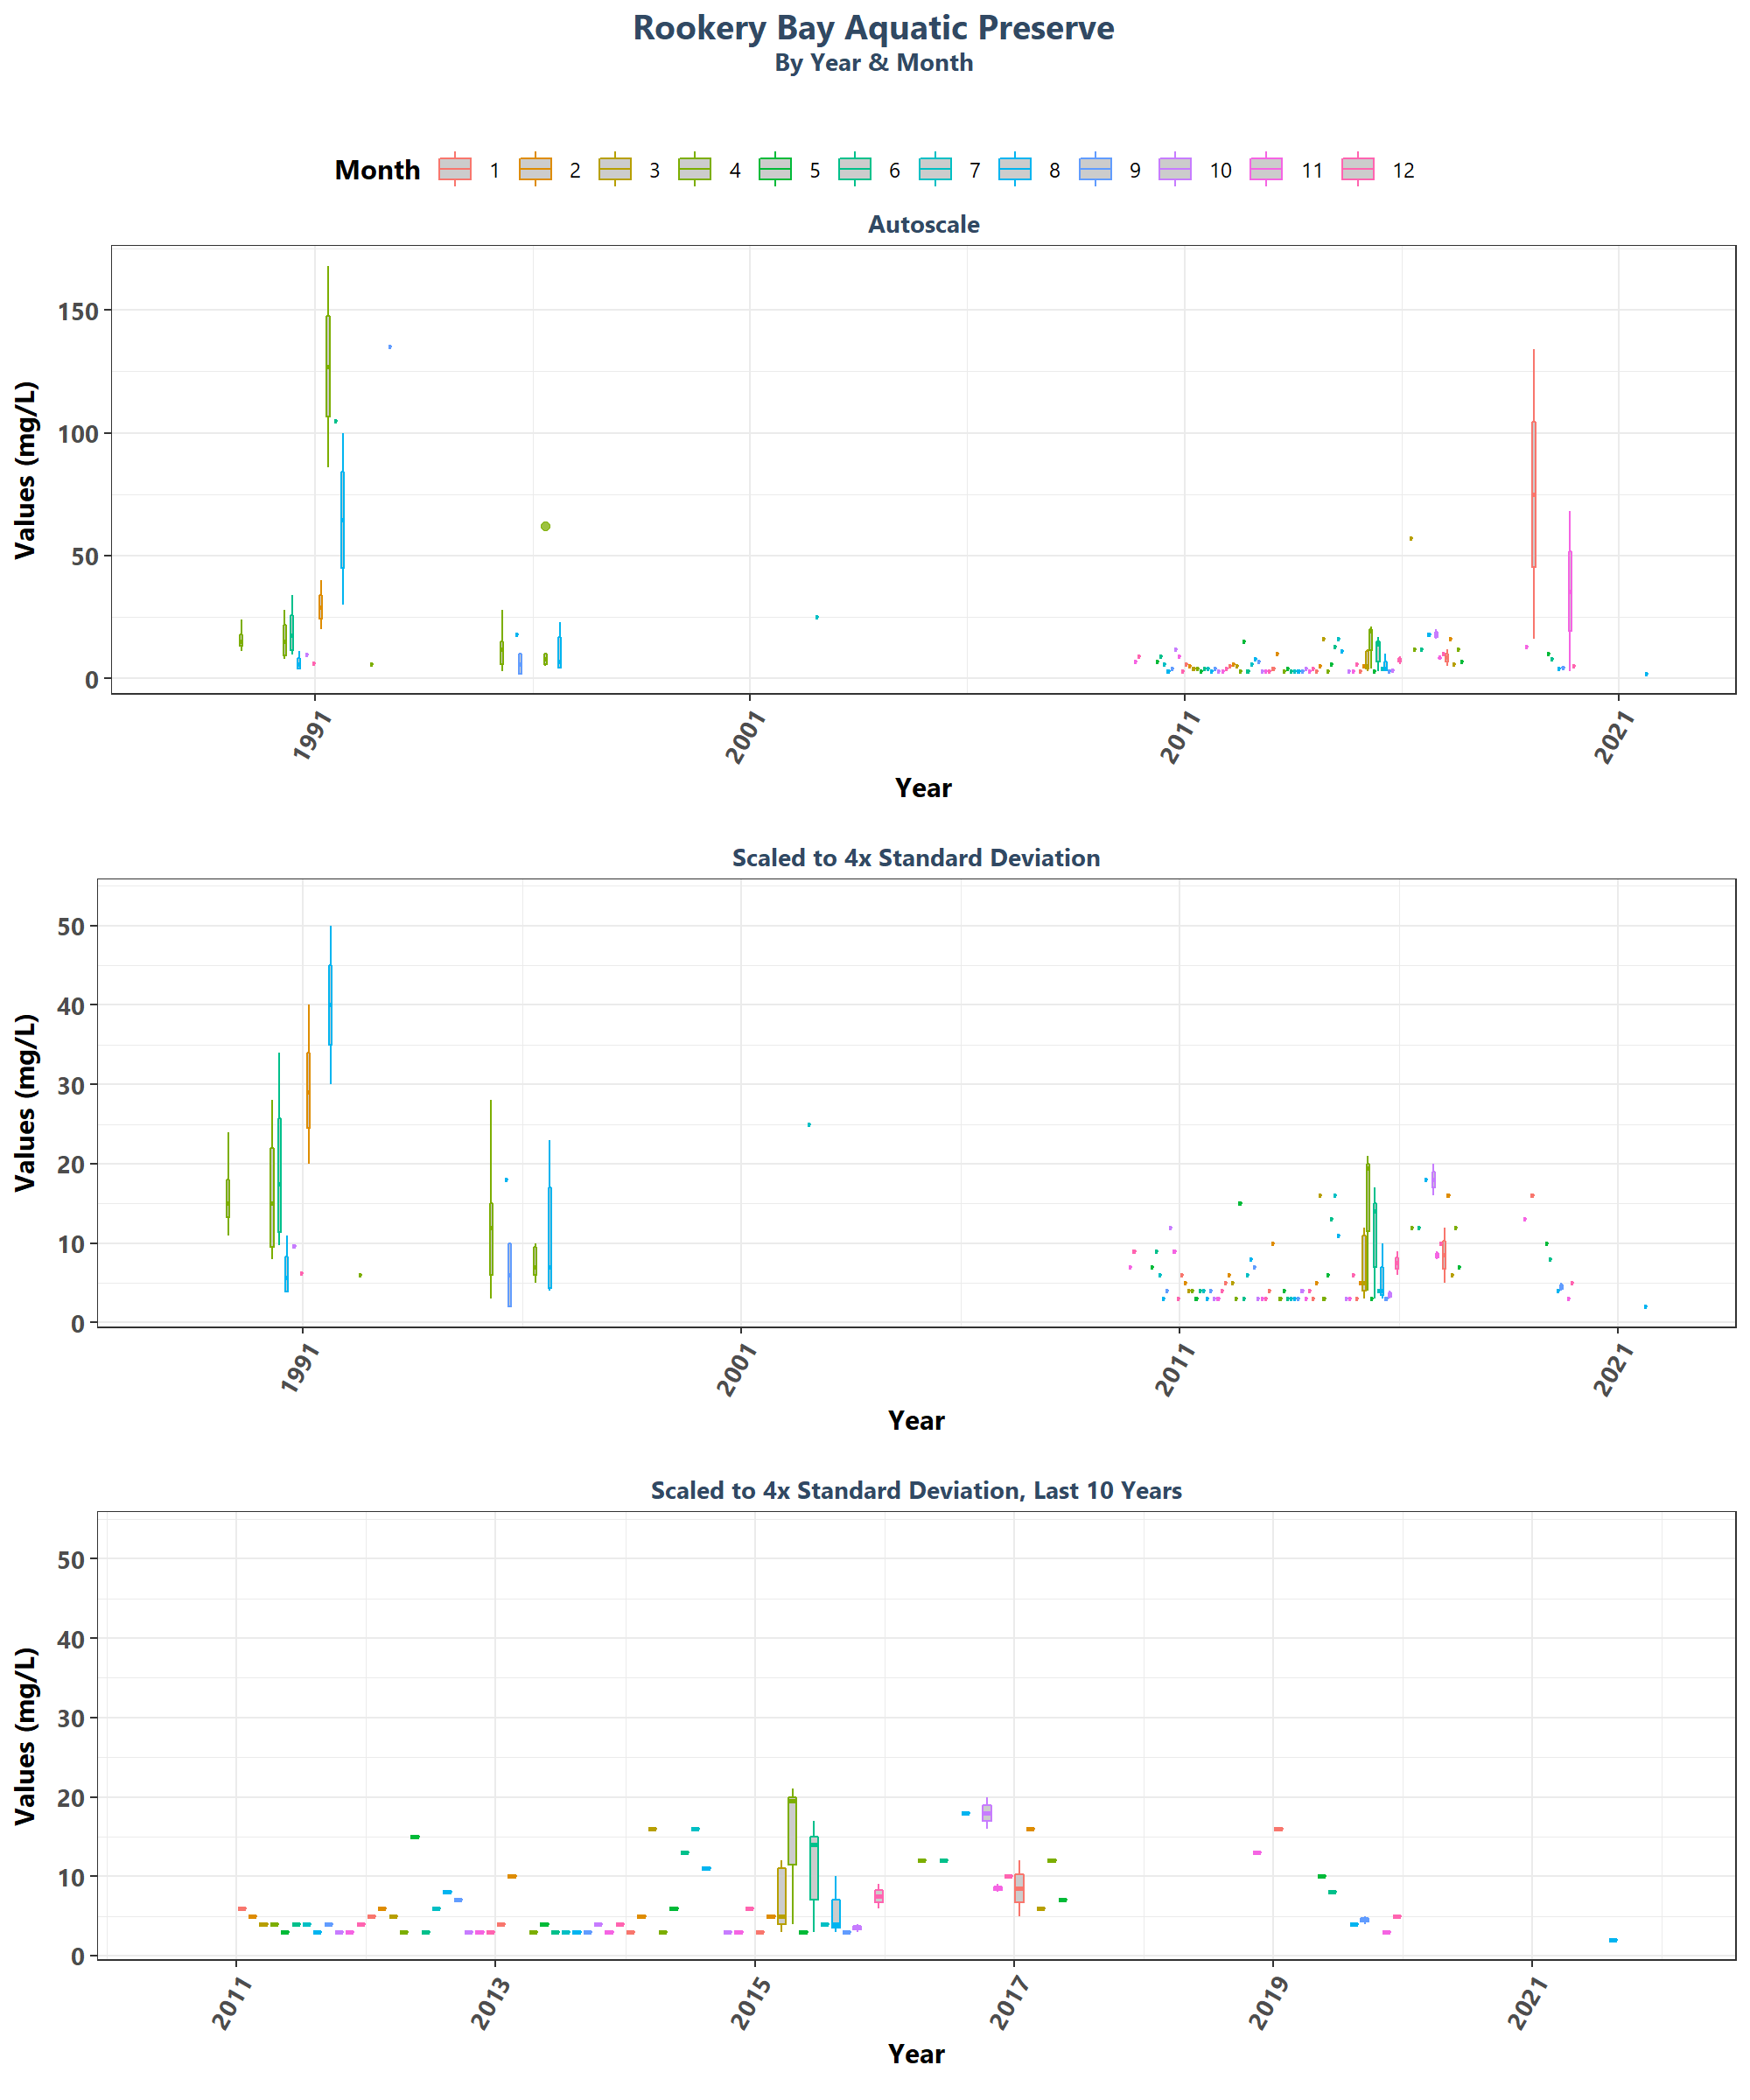 Rookery Bay Aquatic Preserve
By Year & Month
Month 1 2 3 4 5 6 7 8 9 10 11 12
Autoscale
Values (mg/L)
150
100
50
0
1991 2001 2011 2021
Year
Scaled to 4x Standard Deviation
Values (mg/L)
50
40
30
20
10
0
1991 2001 2011 2021
Year
Scaled to 4x Standard Deviation, Last 10 Years
Values (mg/L)
50
40
30
20
10
0
2011 2013 2015 2017 2019 2021
Year